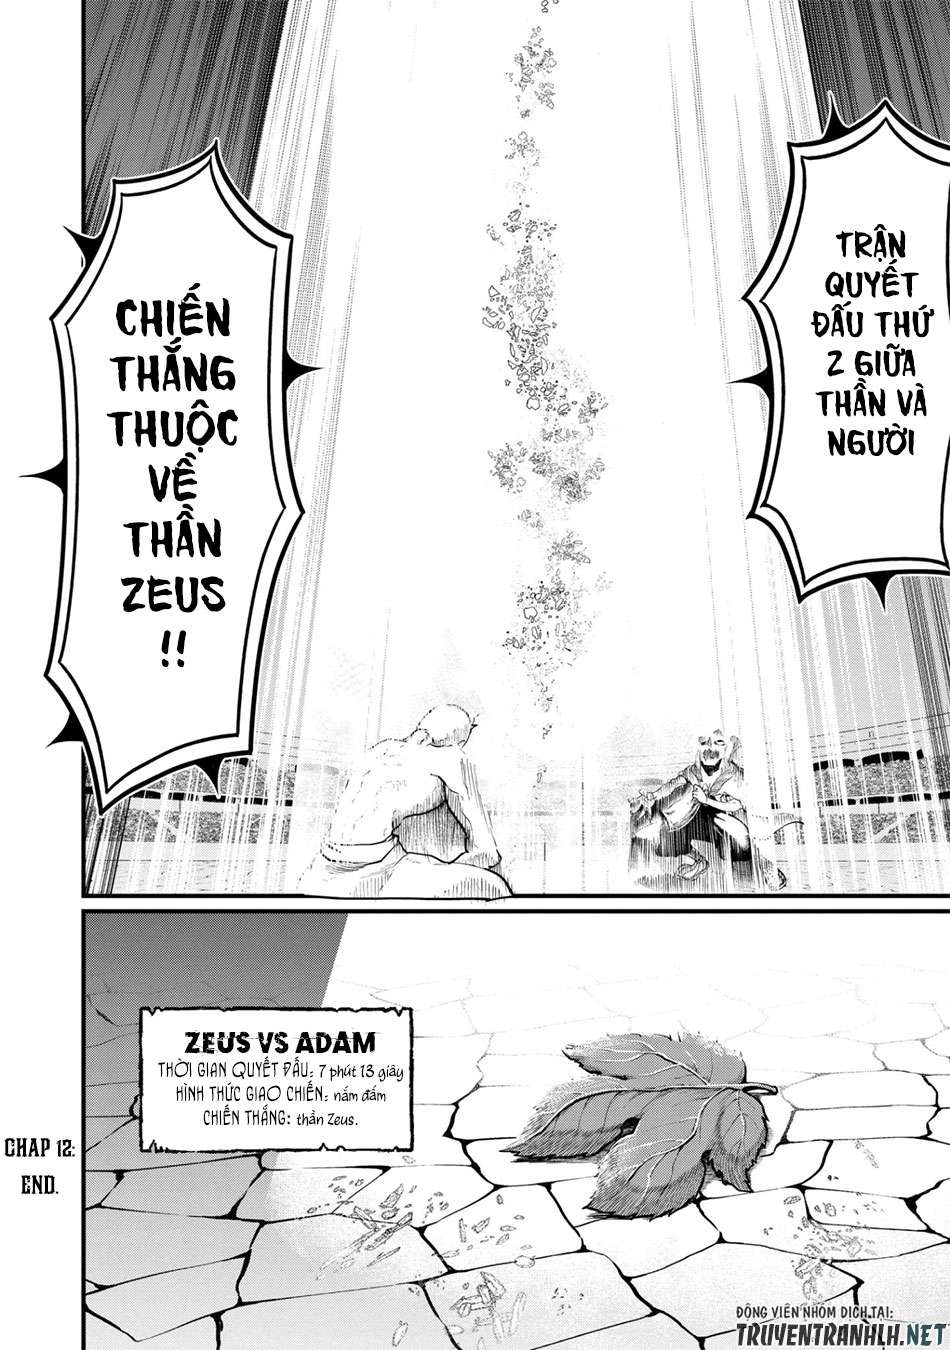 TRẬN
QUYẾT
ĐẤU THỨ
2 GIỮA
THẦN VÀ
NGƯỜI
CHIẾN
THẮNG
THUỘC
VỀ
THẦN
ZEUS
!!
ZEUS VS ADAM
THỜI GIAN QUYẾT ĐẤU: 7 phút 13 giây
HÌNH THỨC GIAO CHIẾN: nắm đấm
CHIẾN THẮNG: thần Zeus.
CHAP 12:
END.
ĐỘNG VIÊN NHÓM DỊCH TẠI:
TRUYENTRANHLH.NET